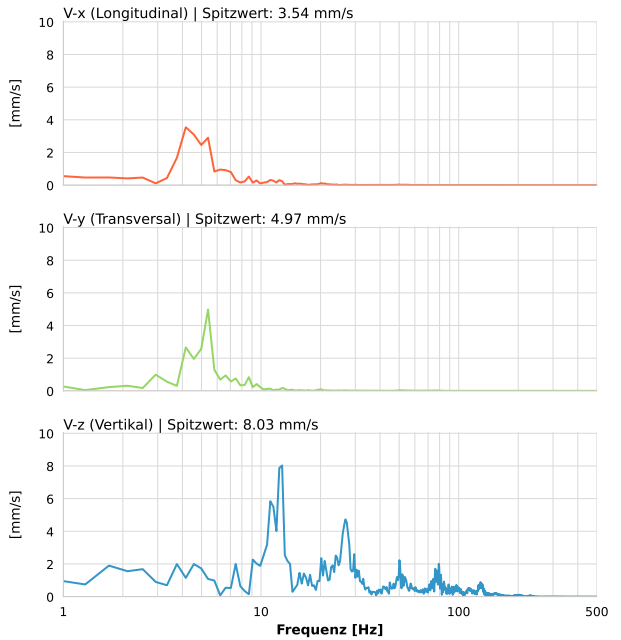 V-x (Longitudinal) | Spitzwert: 3.54 mm/s
10
8
6
4
2
0
[mm/s]
V-y (Transversal) | Spitzwert: 4.97 mm/s
10
8
6
4
2
0
[mm/s]
V-z (Vertikal) | Spitzwert: 8.03 mm/s
10
8
6
4
2
0
[mm/s]
1 10 100 500
Frequenz [Hz]